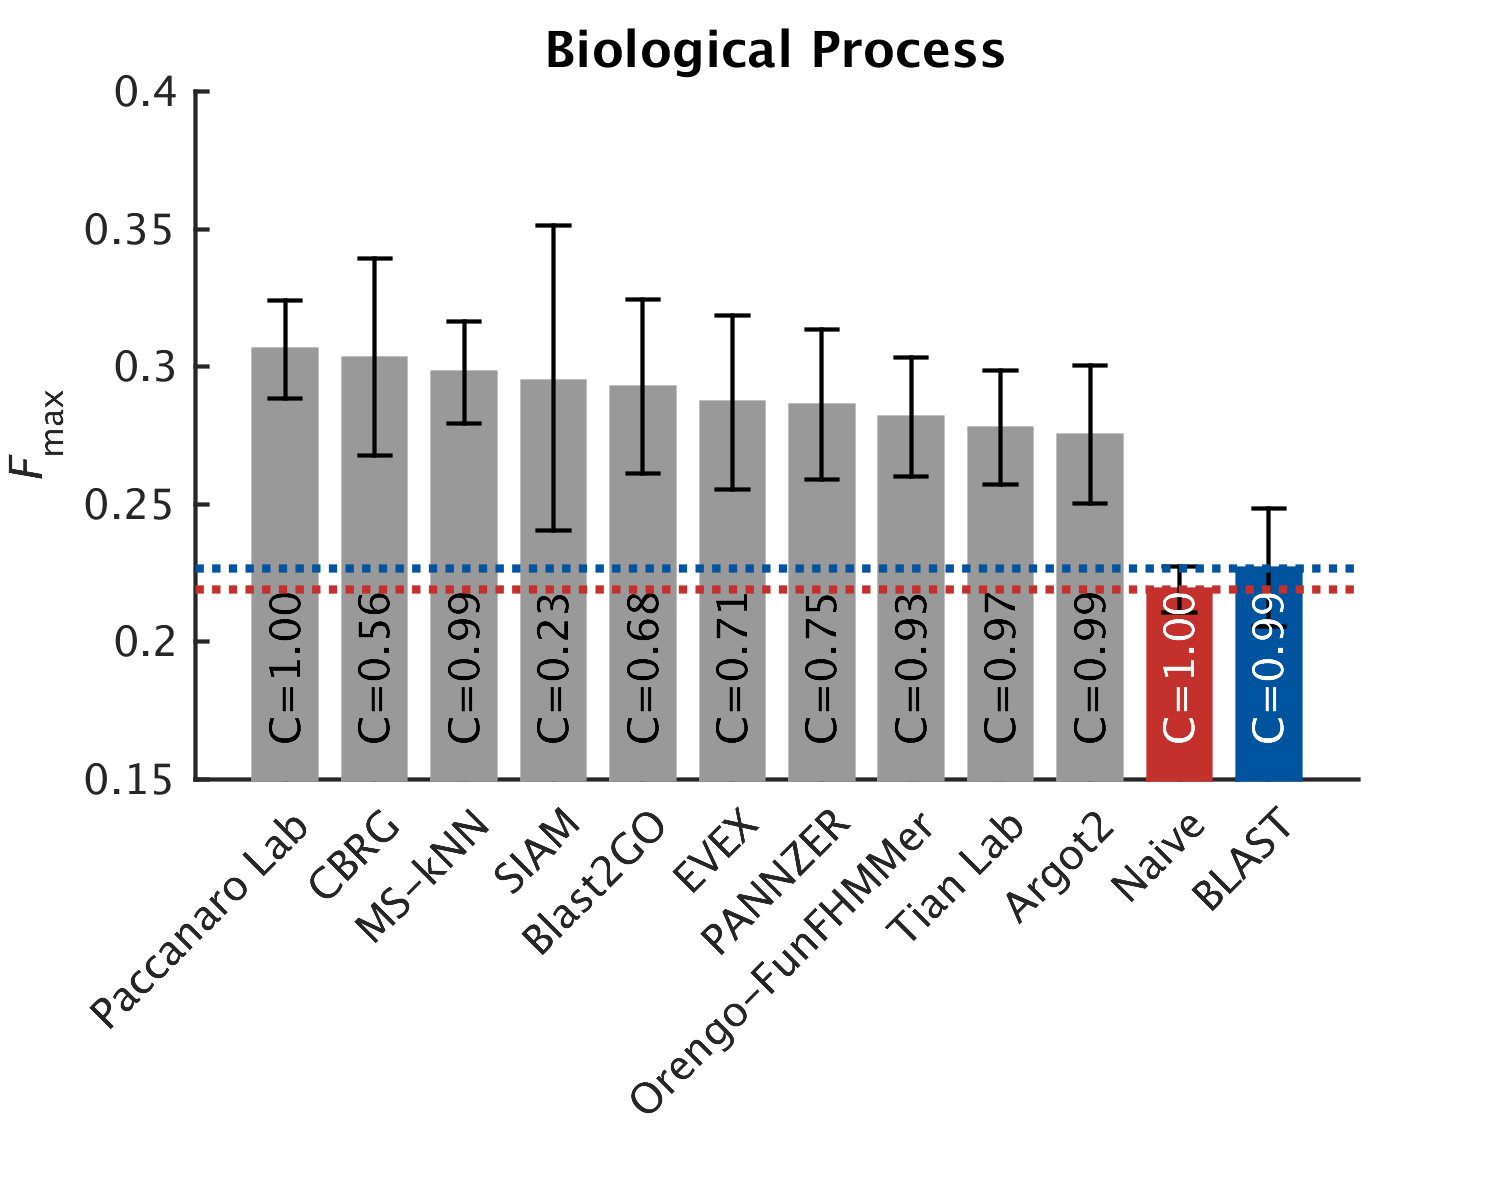 Biological Process
0.4
0.35
0.3
0.25
0.2
0.15
Fmax
C=1.00
C=0.56
C=0.99
C=0.23
C=0.68
C=0.71
C=0.75
C=0.93
C=0.97
C=0.99
C=1.00
C=0.99
Paccanaro Lab
CBRG
MS-kNN
SIAM
Blast2GO
EVEX
PANNZER
Orengo-FunFHMMer
Tian Lab
Argot2
Naive
BLAST